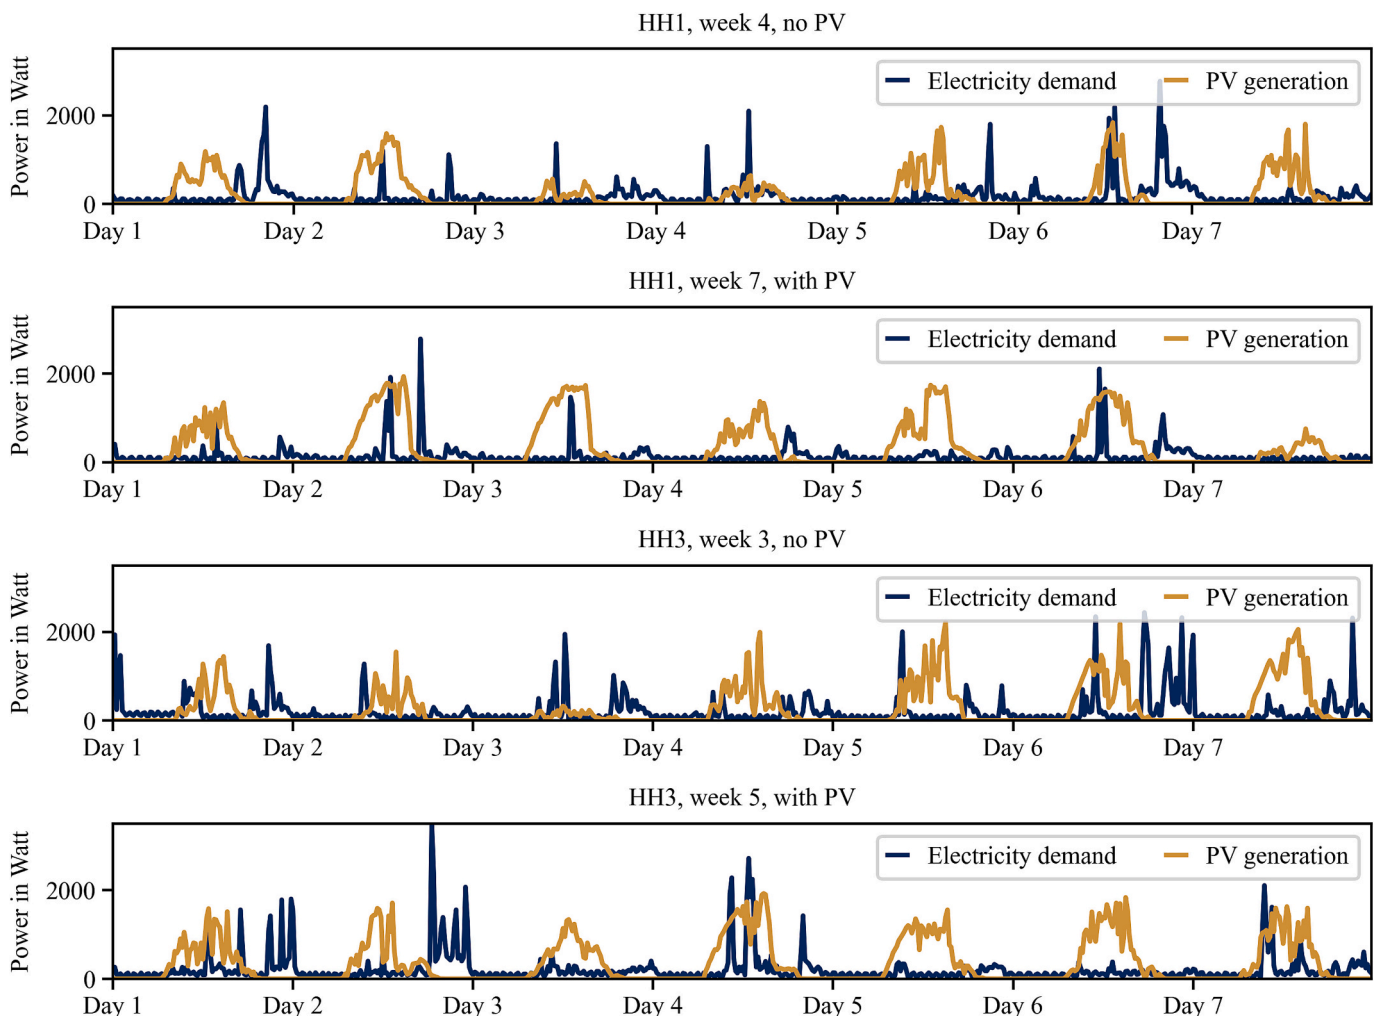 HH1, week 4, no PV
Power in Watt
2000
0
Electricity demand PV generation
Day 1 Day 2 Day 3 Day 4 Day 5 Day 6 Day 7
HH1, week 7, with PV
Power in Watt
2000
0
Electricity demand PV generation
Day 1 Day 2 Day 3 Day 4 Day 5 Day 6 Day 7
HH3, week 3, no PV
Power in Watt
2000
0
Electricity demand PV generation
Day 1 Day 2 Day 3 Day 4 Day 5 Day 6 Day 7
HH3, week 5, with PV
Power in Watt
2000
0
Electricity demand PV generation
Day 1 Day 2 Day 3 Day 4 Day 5 Day 6 Day 7